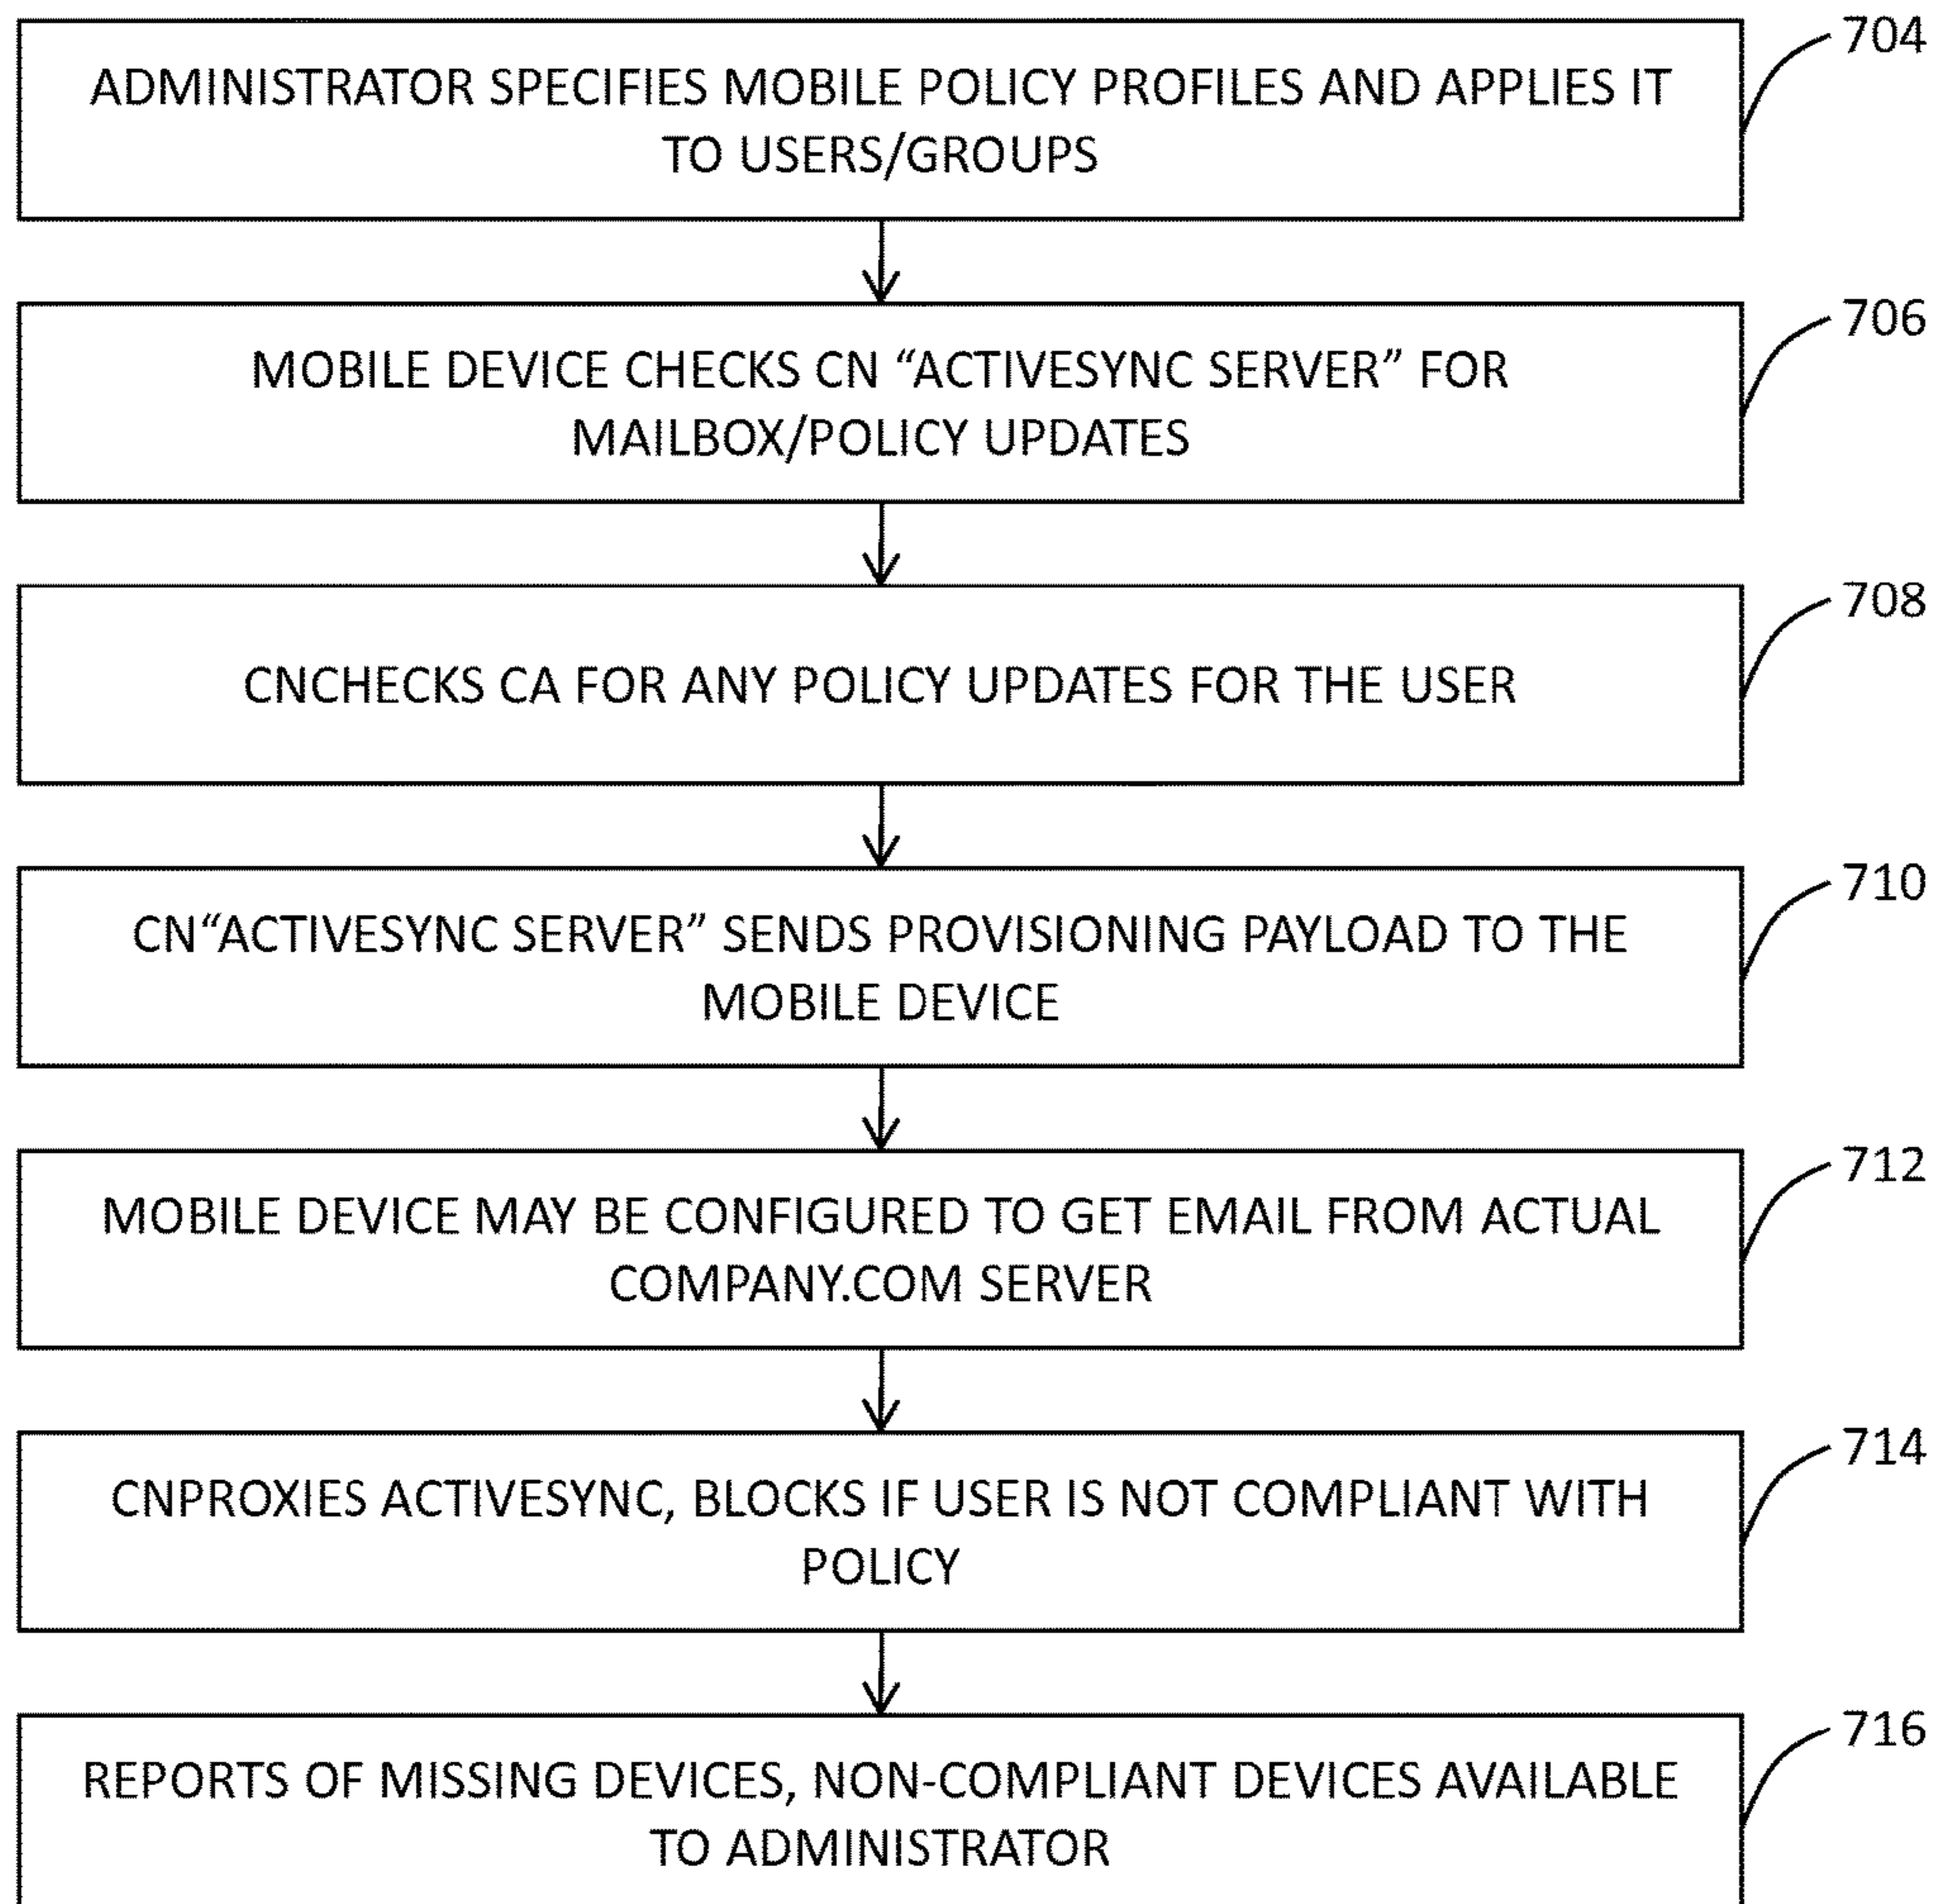 704
ADMINISTRATOR SPECIFIES MOBILE POLICY PROFILES AND APPLIES IT
TO USERS/GROUPS
706
MOBILE DEVICE CHECKS CN “ACTIVESYNC SERVER” FOR
MAILBOX/POLICY UPDATES
708
CNCHECKS CA FOR ANY POLICY UPDATES FOR THE USER
710
CN“ACTIVESYNC SERVER” SENDS PROVISIONING PAYLOAD TO THE
MOBILE DEVICE
712
MOBILE DEVICE MAY BE CONFIGURED TO GET EMAIL FROM ACTUAL
COMPANY.COM SERVER
714
CNPROXIES ACTIVESYNC, BLOCKS IF USER IS NOT COMPLIANT WITH
POLICY
716
REPORTS OF MISSING DEVICES, NON-COMPLIANT DEVICES AVAILABLE
TO ADMINISTRATOR